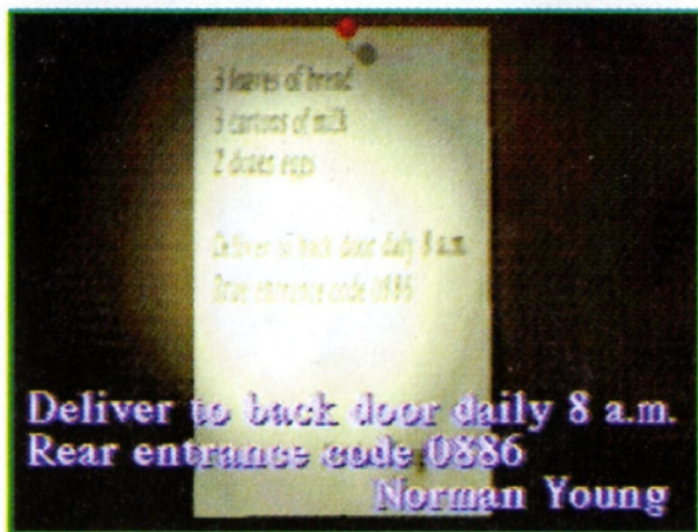 3 loaves of bread
3 cartons of milk
2 dozen eggs
Deliver to back door daily 8 a.m.
entrance code 0886
Deliver to back door daily 8 a.m.
Rear entrance code 0886
Norman Young